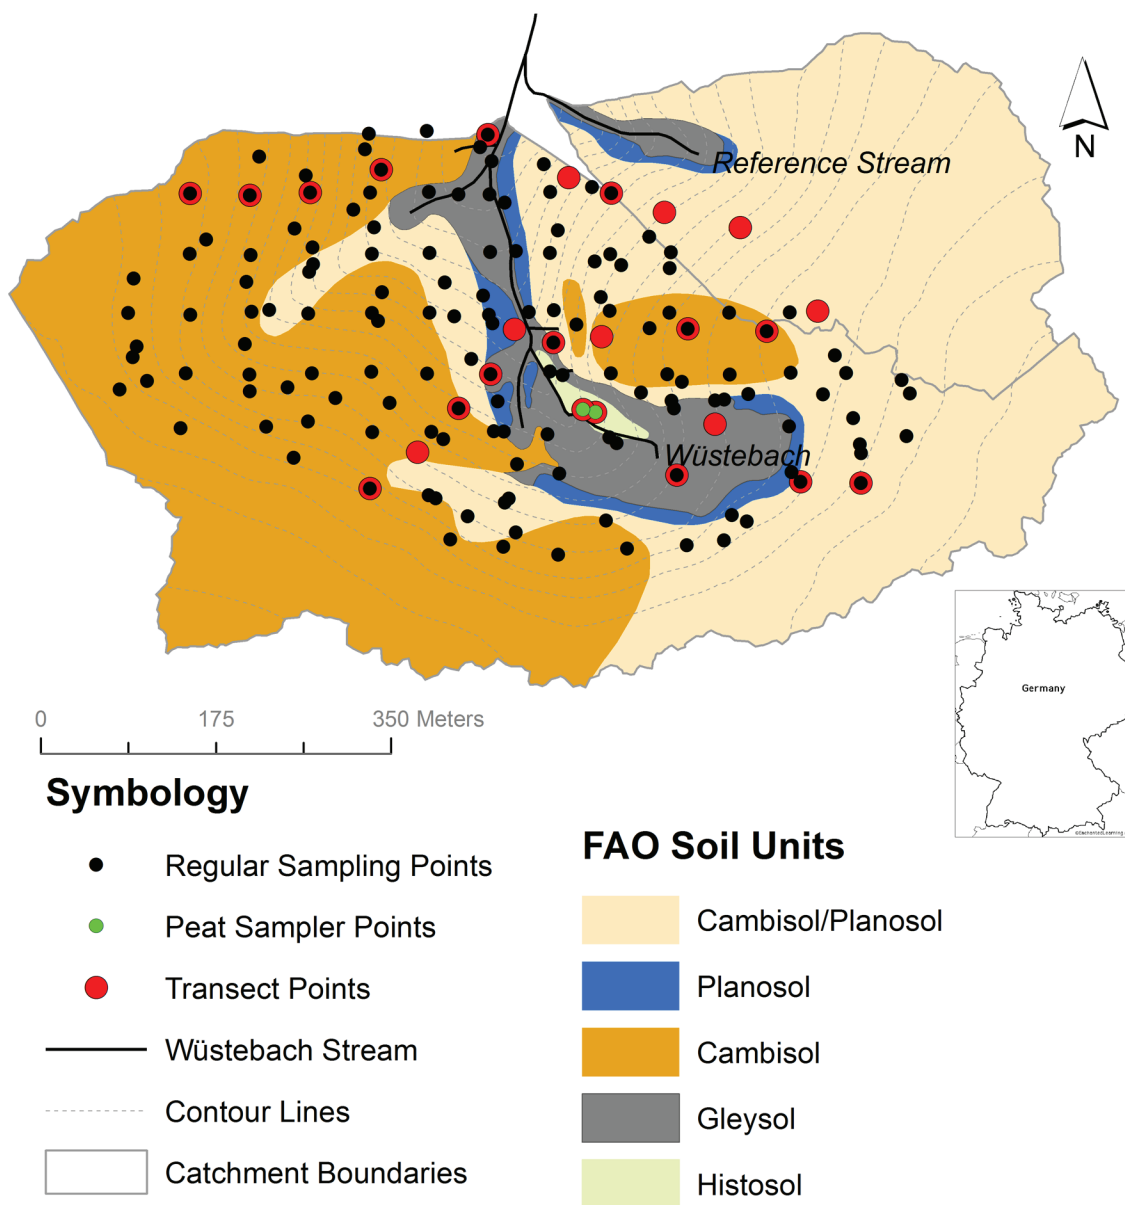 N
Reference Stream
Wüstebach
Germany
©EnchantedLearning
0 175 350 Meters
Symbology
Regular Sampling Points
Peat Sampler Points
Transect Points
Wüstebach Stream
Contour Lines
Catchment Boundaries
FAO Soil Units
Cambisol/Planosol
Planosol
Cambisol
Gleysol
Histosol